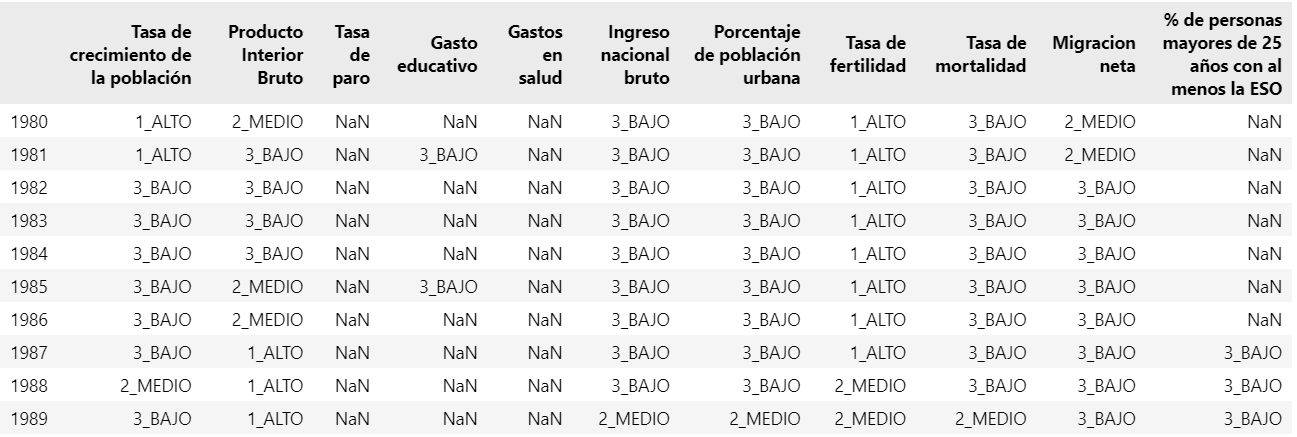 Tasa de crecimiento de la población Producto Interior Bruto Tasa de paro Gasto educativo Gastos en salud Ingreso nacional bruto Porcentaje de población urbana Tasa de fertilidad Tasa de mortalidad Migracion neta % de personas mayores de 25 años con al menos la ESO
1980 1_ALTO 2_MEDIO NaN NaN NaN 3_BAJO 3_BAJO 1_ALTO 3_BAJO 2_MEDIO NaN
1981 1_ALTO 3_BAJO NaN 3_BAJO NaN 3_BAJO 3_BAJO 1_ALTO 3_BAJO 2_MEDIO NaN
1982 3_BAJO 3_BAJO NaN NaN NaN 3_BAJO 3_BAJO 1_ALTO 3_BAJO 3_BAJO NaN
1983 3_BAJO 3_BAJO NaN NaN NaN 3_BAJO 3_BAJO 1_ALTO 3_BAJO 3_BAJO NaN
1984 3_BAJO 3_BAJO NaN NaN NaN 3_BAJO 3_BAJO 1_ALTO 3_BAJO 3_BAJO NaN
1985 3_BAJO 2_MEDIO NaN 3_BAJO NaN 3_BAJO 3_BAJO 1_ALTO 3_BAJO 3_BAJO NaN
1986 3_BAJO 2_MEDIO NaN NaN NaN 3_BAJO 3_BAJO 1_ALTO 3_BAJO 3_BAJO NaN
1987 3_BAJO 1_ALTO NaN NaN NaN 3_BAJO 3_BAJO 1_ALTO 3_BAJO 3_BAJO 3_BAJO
1988 2_MEDIO 1_ALTO NaN NaN NaN 3_BAJO 3_BAJO 2_MEDIO 3_BAJO 3_BAJO 3_BAJO
1989 3_BAJO 1_ALTO NaN NaN NaN 2_MEDIO 2_MEDIO 2_MEDIO 2_MEDIO 3_BAJO 3_BAJO